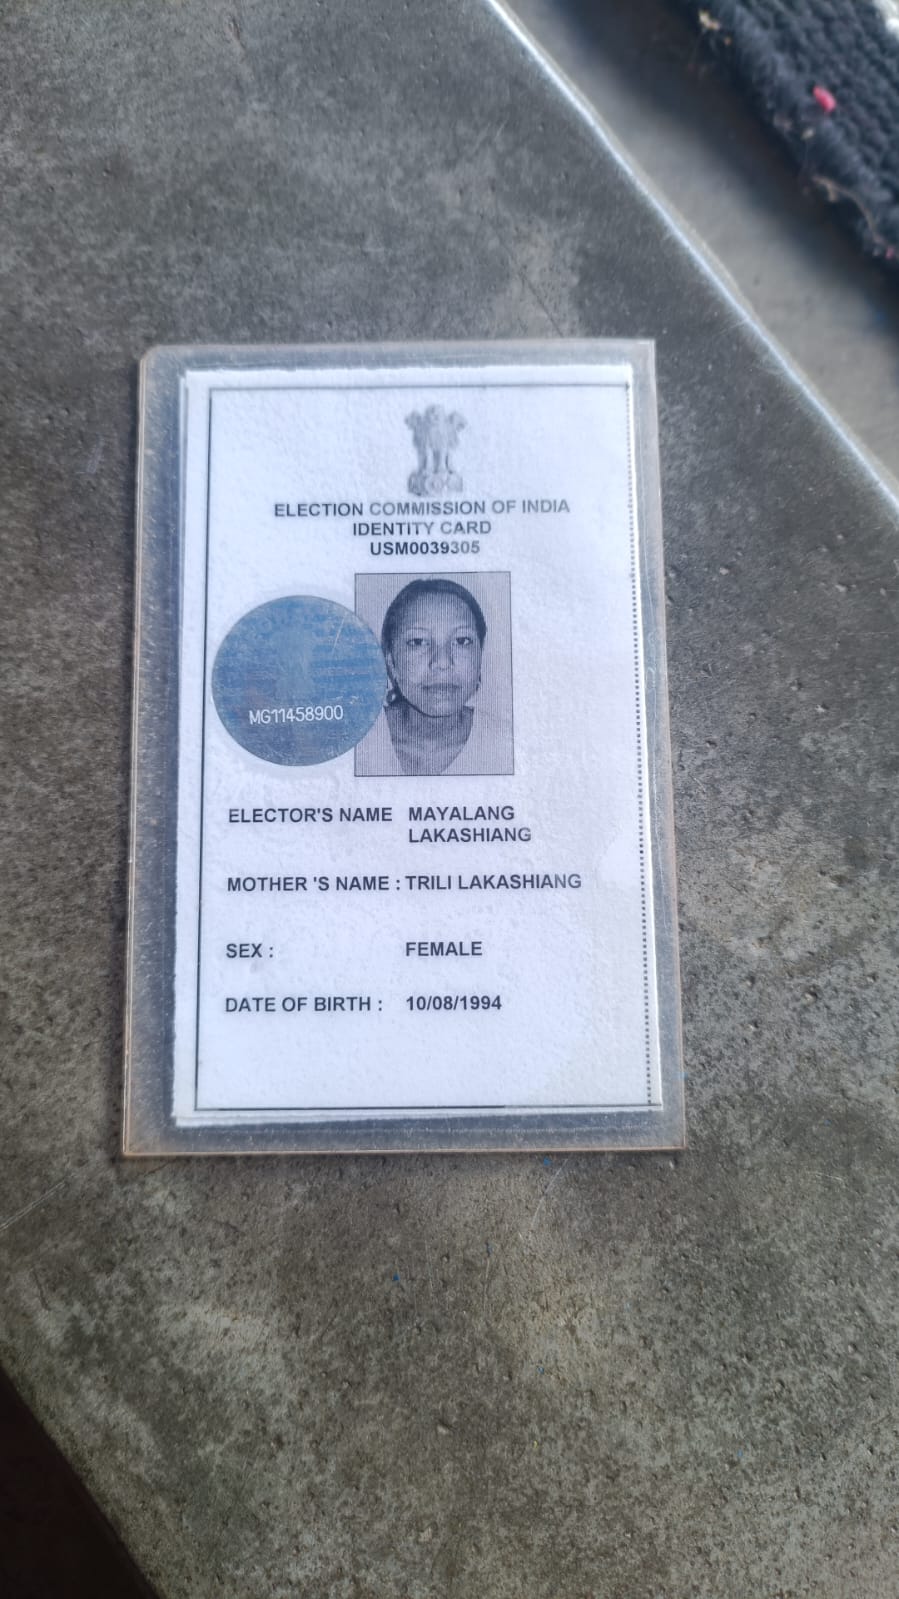 ELECTION COMMISSION OF INDIA
IDENTITY CARD
USM0039305
MG11458900
ELECTOR'S NAME MAYALANG
LAKASHIANG
MOTHER 'S NAME : TRILI LAKASHIANG
SEX : FEMALE
DATE OF BIRTH : 10/08/1994